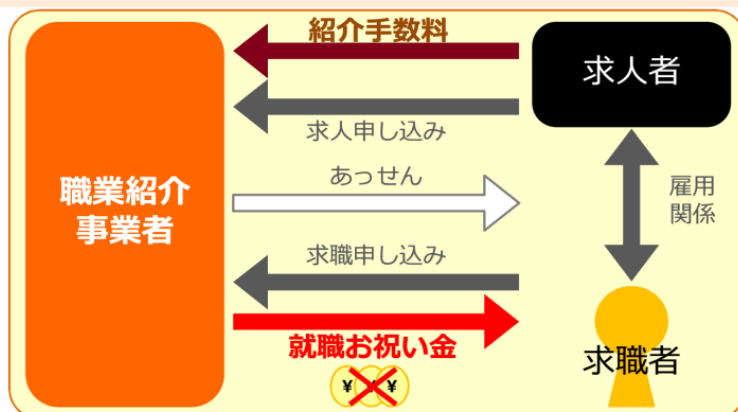 紹介手数料
求人者
求人申し込み
あっせん
職業紹介
事業者
雇用
関係
求職申し込み
就職お祝い金
求職者
¥ ¥